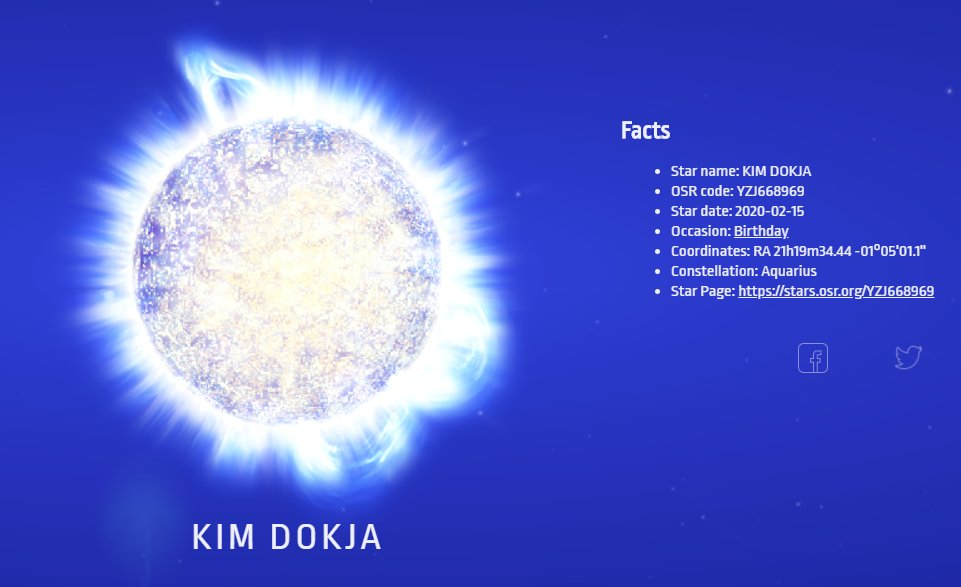 Facts
Star name: KIM DOKJA
OSR code: YZJ668969
Star date: 2020-02-15
Occasion: Birthday
Coordinates: RA 21h19m34.44 -01°05'01.1"
Constellation: Aquarius
Star Page: https://stars.osr.org/YZJ668969
KIM DOKJA